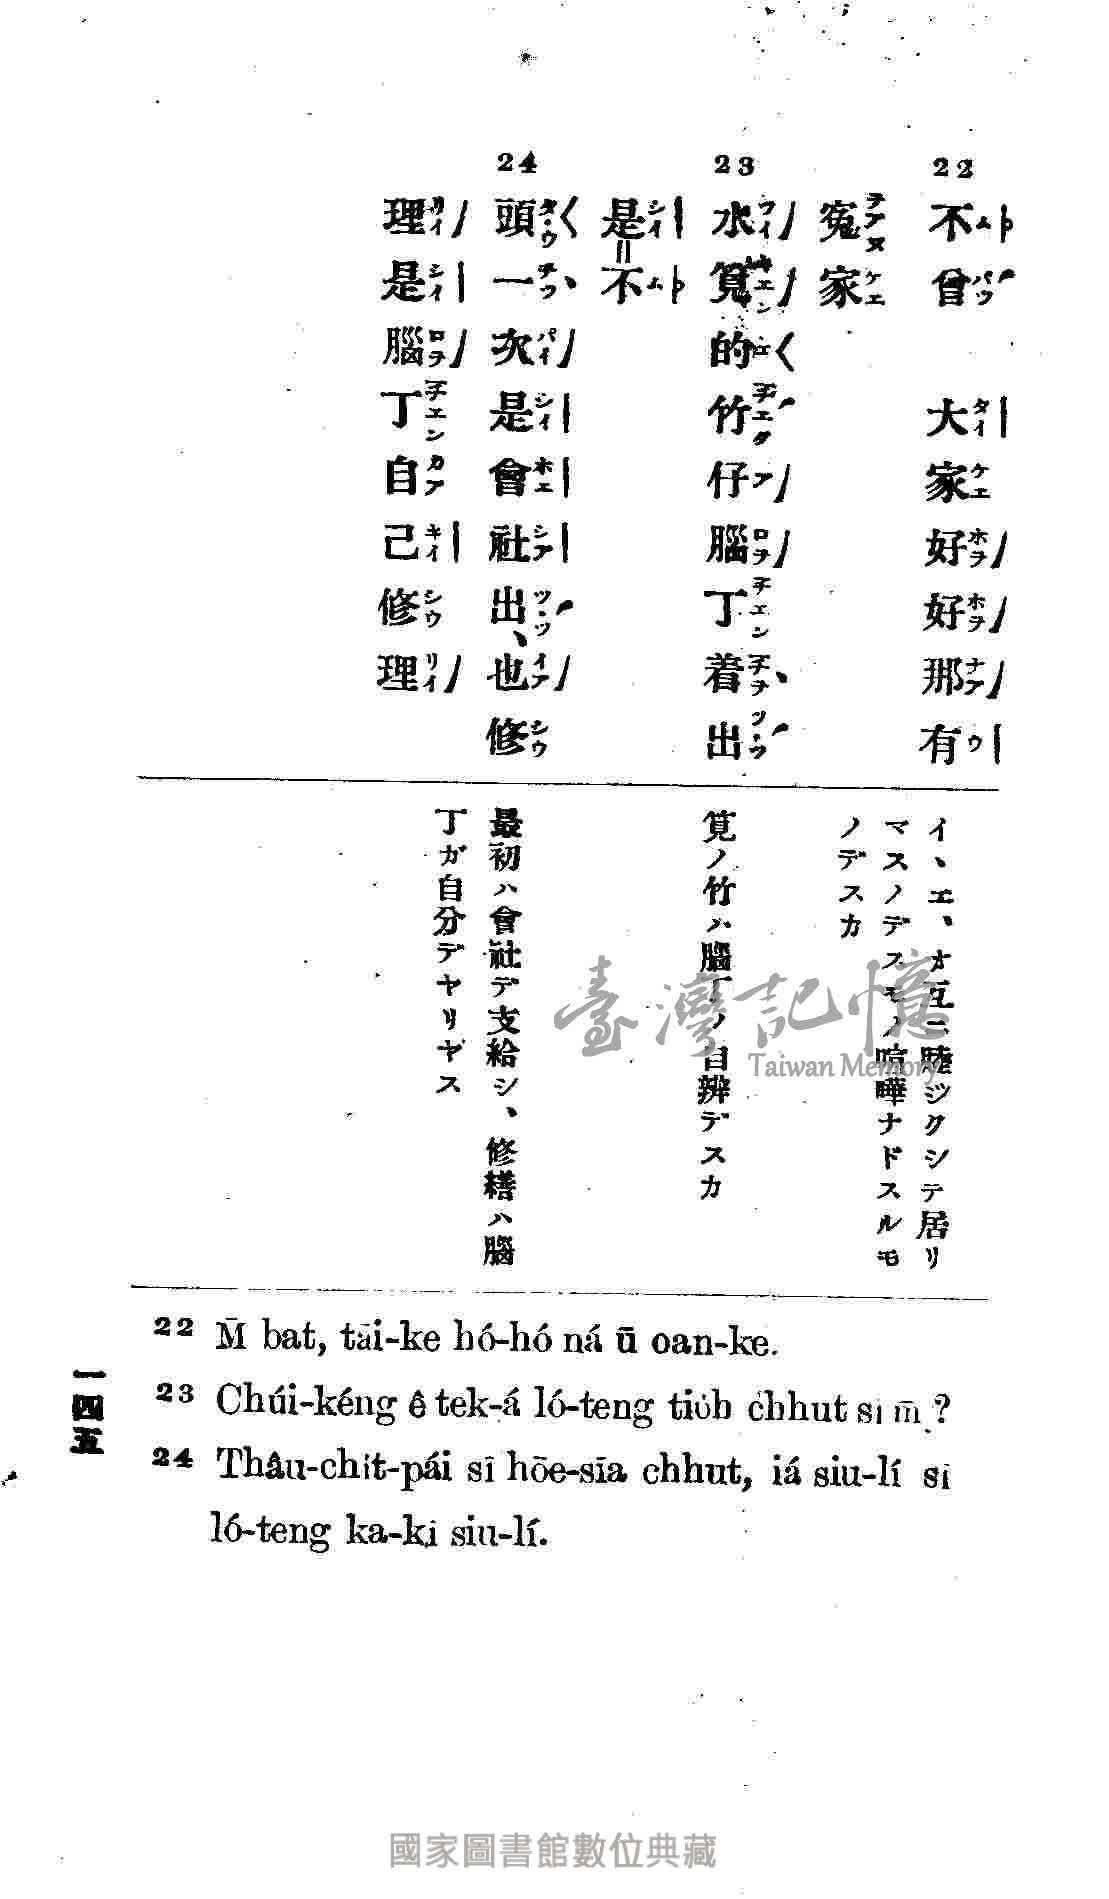 22
不曾 大家好好那有
冤家
23
水筧的竹仔腦丁着出
是不
24
頭一次是會社出、也修
理是腦丁自己修理
イヽエ、オ互ニ睦ジクシテ居リ
マスノデスモノ喧嘩ナドスルモ
ノデスカ
筧ノ竹ハ腦丁ノ自辨デスカ
最初ハ會社デ支給シ、修繕ハ腦
丁ガ自分デヤリヤス
22 M̄ bat, tāi-ke hó-hó ná ū oan-ke.
23 Chúi-kéng ê tek-á ló-teng tio̍h chhut sī m̄?
24 Thâu-chi̍t-pái sī hōe-sīa chhut, iá siu-lí sī
ló-teng ka-kī siu-lí.
一四五
臺灣記憶
Taiwan Memory
國家圖書館數位典藏